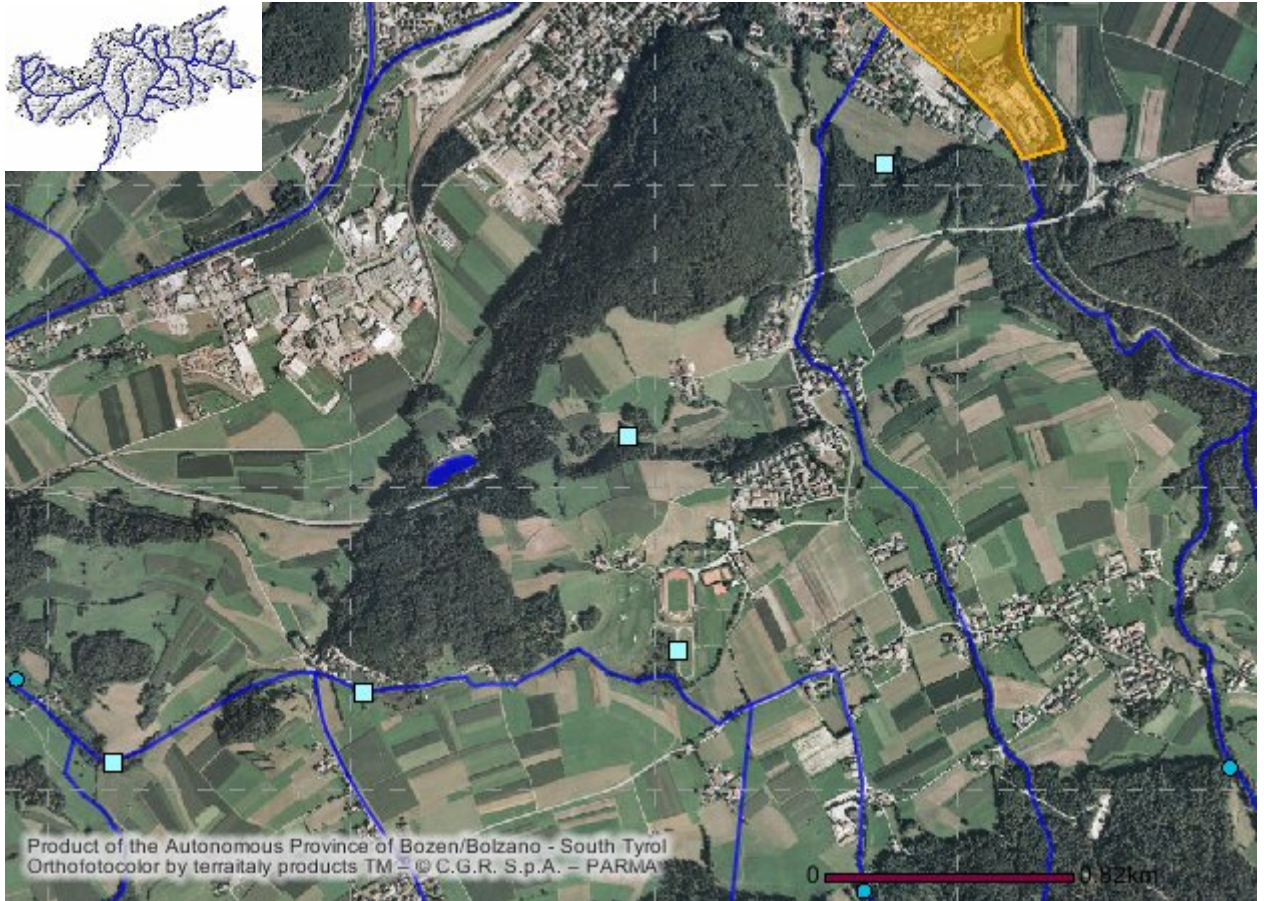 Product of the Autonomous Province of Bozen/Bolzano - South Tyrol
Orthofotocolor by terraitaly products TM – © C.G.R. S.p.A. – PARMA
0 0.82km